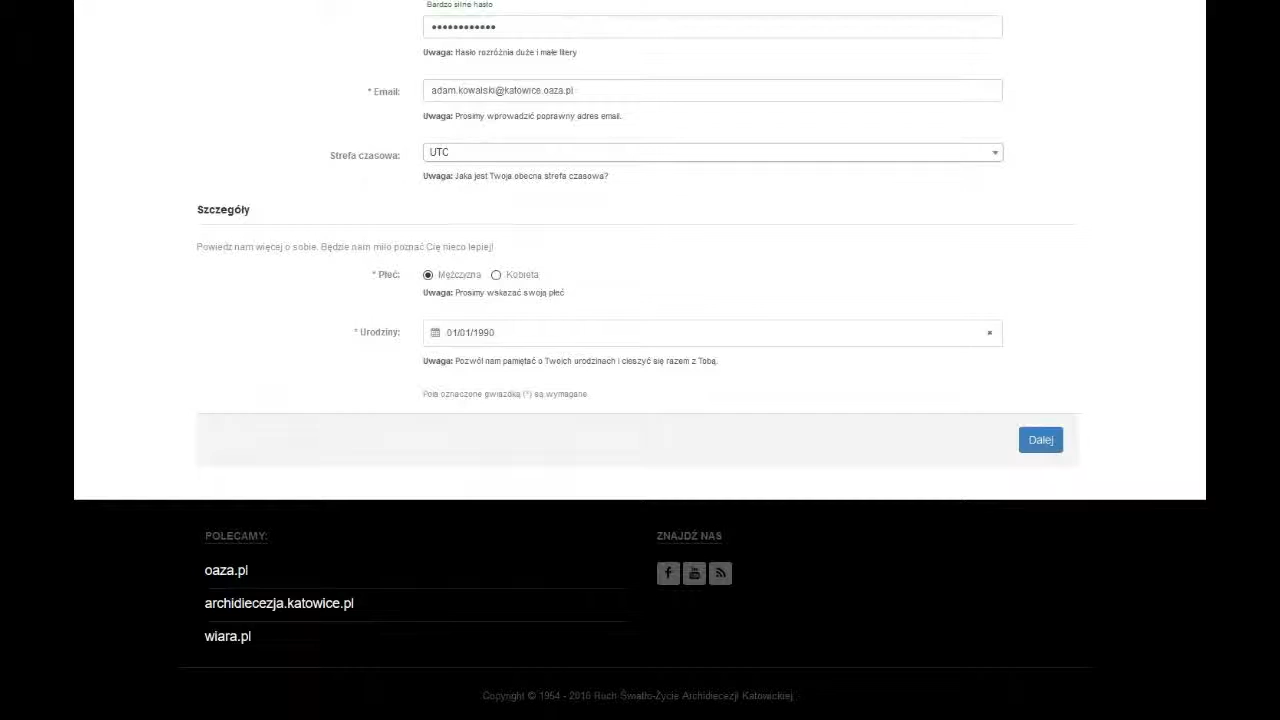 Bardzo silne hasło
••••••••••••
Uwaga: Hasło rozróżnia duże i małe litery
* Email:
adam.kowalski@katowice.oaza.pl
Uwaga: Prosimy wprowadzić poprawny adres email.
Strefa czasowa:
UTC
Uwaga: Jaka jest Twoja obecna strefa czasowa?
Szczegóły
Powiedz nam więcej o sobie. Będzie nam miło poznać Cię nieco lepiej!
* Płeć:
Mężczyzna Kobieta
Uwaga: Prosimy wskazać swoją płeć
* Urodziny:
01/01/1990
Uwaga: Pozwól nam pamiętać o Twoich urodzinach i cieszyć się razem z Tobą.
Pola oznaczone gwiazdką (*) są wymagane
Dalej
POLECAMY:
oaza.pl
archidiecezja.katowice.pl
wiara.pl
ZNAJDŹ NAS
Copyright © 1954 - 2016 Ruch Światło-Życie Archidiecezji Katowickiej